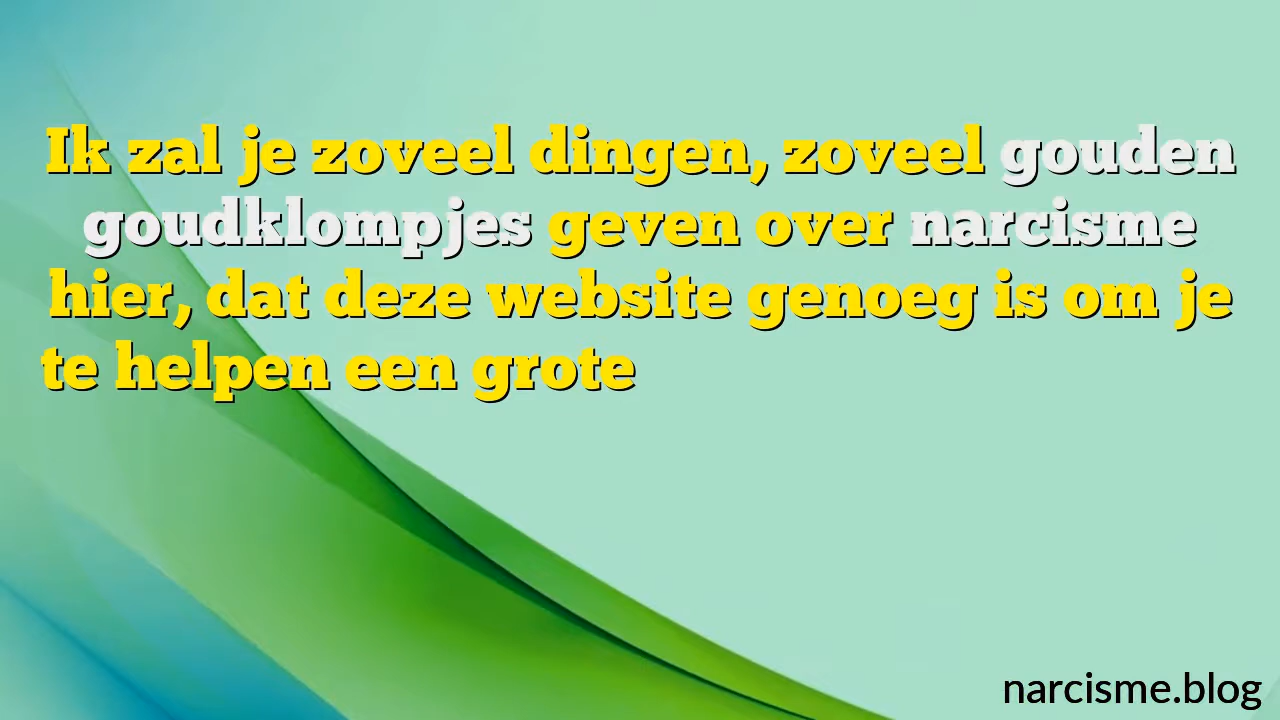 Ik zal je zoveel dingen, zoveel gouden
goudklompjes geven over narcisme
hier, dat deze website genoeg is om je
te helpen een grote
narcisme.blog